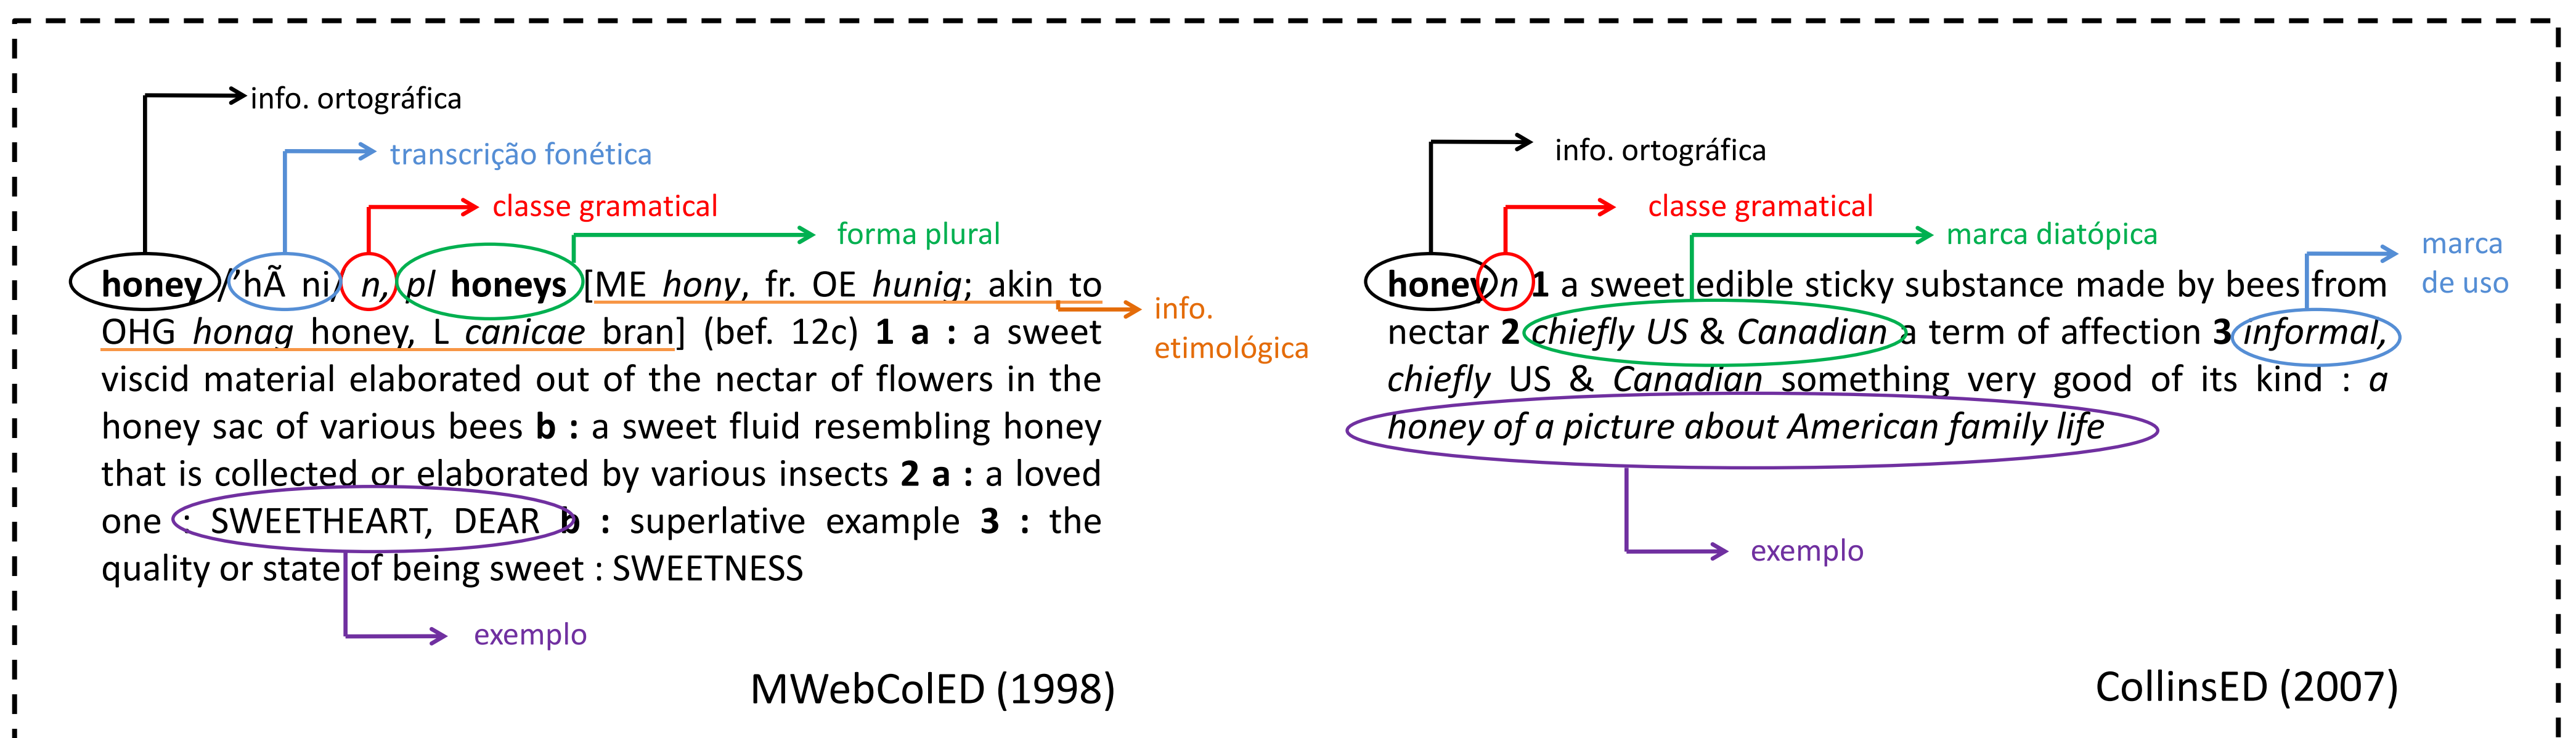 info. ortográfica
transcrição fonética
classe gramatical
forma plural
honey /’hÃ ni/ n, pl honeys [ME hony, fr. OE hunig; akin to
OHG honag honey, L canicae bran] (bef. 12c) 1 a : a sweet
viscid material elaborated out of the nectar of flowers in the
honey sac of various bees b : a sweet fluid resembling honey
that is collected or elaborated by various insects 2 a : a loved
one : SWEETHEART, DEAR b : superlative example 3 : the
quality or state of being sweet : SWEETNESS
info.
etimológica
exemplo
MWebColED (1998)
info. ortográfica
classe gramatical
marca diatópica
marca
de uso
honey n 1 a sweet edible sticky substance made by bees from
nectar 2 chiefly US & Canadian a term of affection 3 informal,
chiefly US & Canadian something very good of its kind : a
honey of a picture about American family life
exemplo
CollinsED (2007)